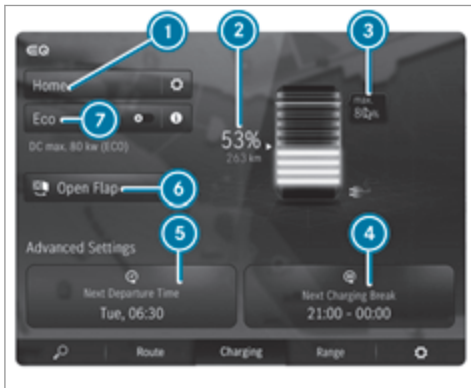 1
2
3
EQ
Home
max.
80%
Eco
7
53%
263 km
DC max. 80 kw (ECO)
Open Flap
6
Advanced Settings
5
4
Next Departure Time
Tue, 06:30
Next Charging Break
21:00 - 00:00
Route
Charging
Range